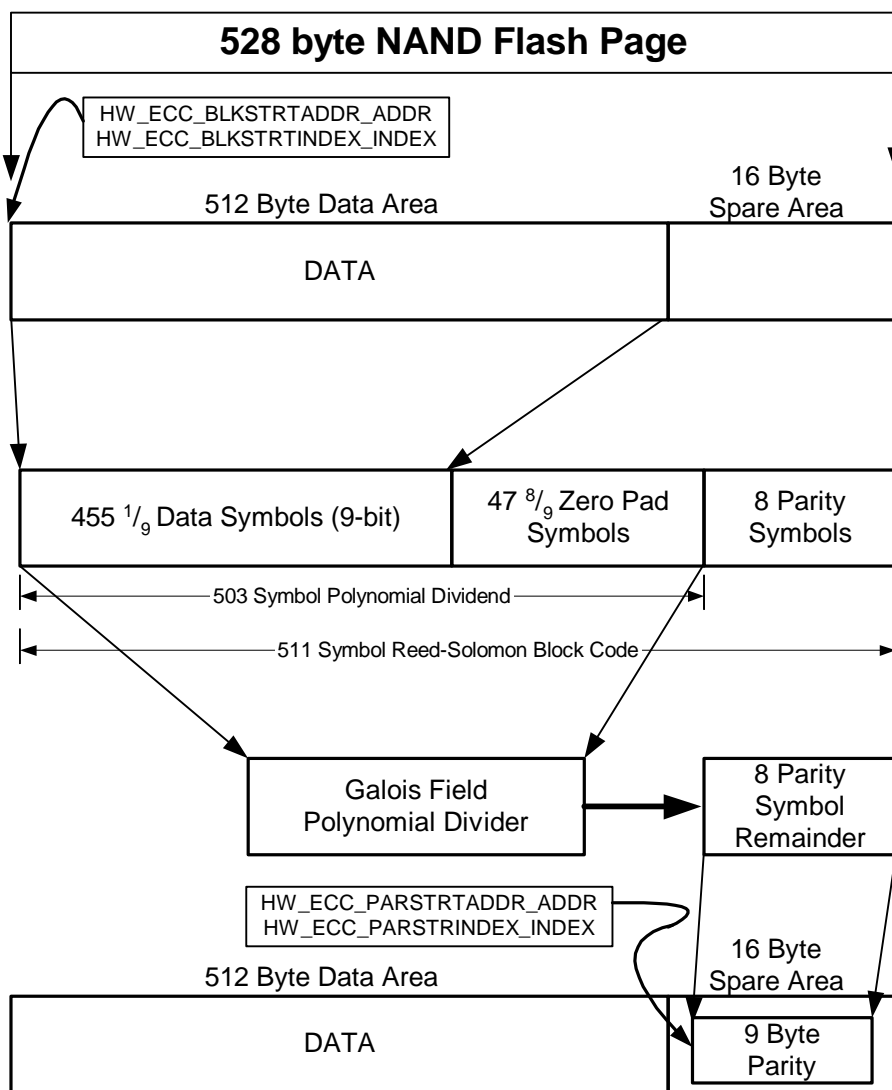 528 byte NAND Flash Page
HW_ECC_BLKSTRTADDR_ADDR
HW_ECC_BLKSTRTINDEX_INDEX
512 Byte Data Area
16 Byte
Spare Area
DATA
455 1/9 Data Symbols (9-bit)
47 8/9 Zero Pad
Symbols
8 Parity
Symbols
503 Symbol Polynomial Dividend
511 Symbol Reed-Solomon Block Code
Galois Field
Polynomial Divider
8 Parity
Symbol
Remainder
HW_ECC_PARSTRTADDR_ADDR
HW_ECC_PARSTRINDEX_INDEX
512 Byte Data Area
16 Byte
Spare Area
DATA
9 Byte
Parity